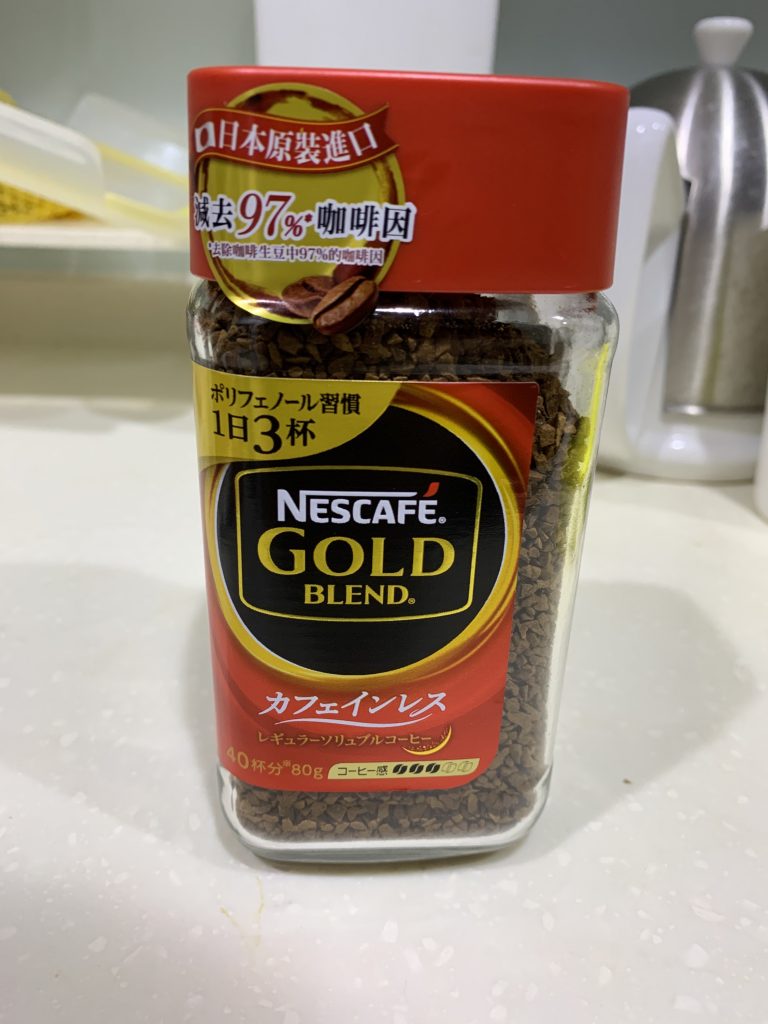 日本原裝進口
減去97%*咖啡因
*去除咖啡生豆中97%的咖啡因
ポリフェノール習慣
1日3杯
NESCAFÉ®
GOLD
BLEND®
カフェインレス
レギュラーソリュブルコーヒー
40杯分※80g
コーヒー感